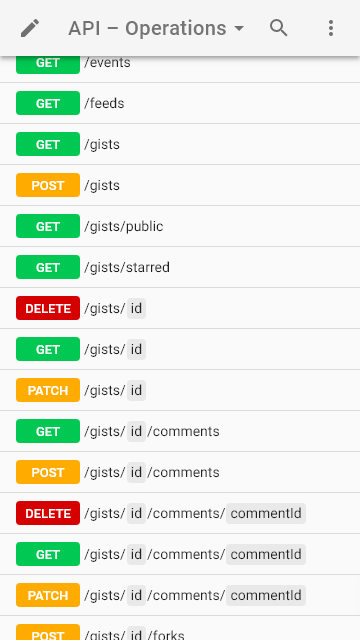 API – Operations
GET /events
GET /feeds
GET /gists
POST /gists
GET /gists/public
GET /gists/starred
DELETE /gists/ id
GET /gists/ id
PATCH /gists/ id
GET /gists/ id /comments
POST /gists/ id /comments
DELETE /gists/ id /comments/ commentId
GET /gists/ id /comments/ commentId
PATCH /gists/ id /comments/ commentId
POST /gists/ id /forks